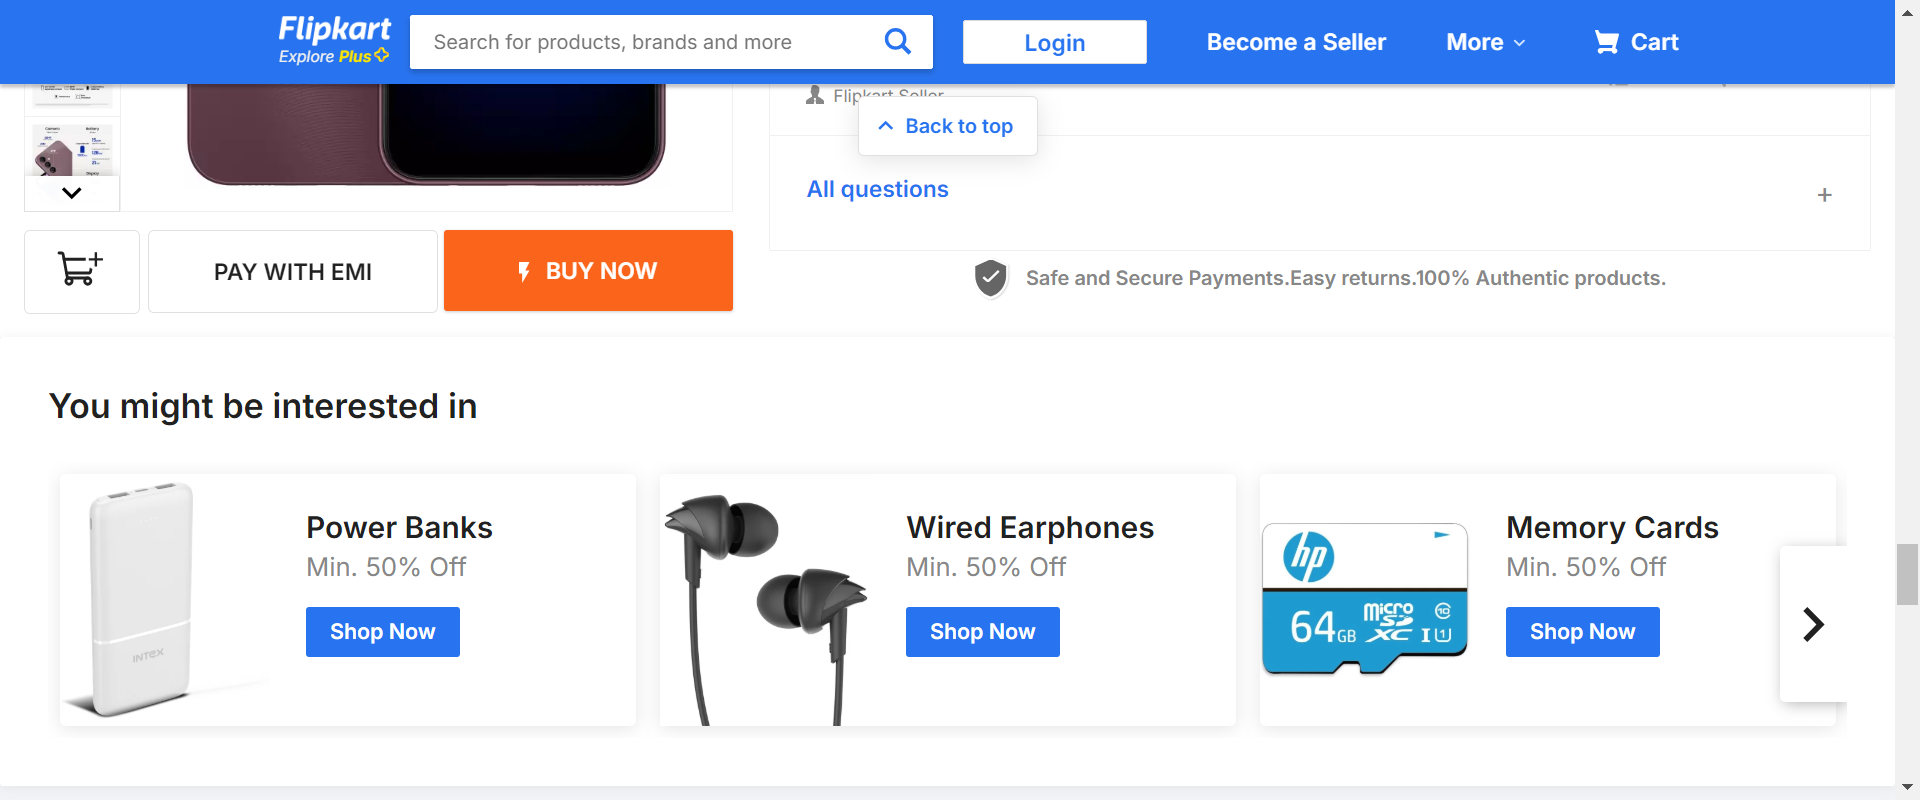 Flipkart
Explore Plus
Search for products, brands and more
Login
Become a Seller
More
Cart
Flipkart Seller
Back to top
All questions
PAY WITH EMI
BUY NOW
Safe and Secure Payments.Easy returns.100% Authentic products.
You might be interested in
Power Banks
Min. 50% Off
Shop Now
INTEX
Wired Earphones
Min. 50% Off
Shop Now
Memory Cards
Min. 50% Off
Shop Now
hp
64GB micro SD XC I U1